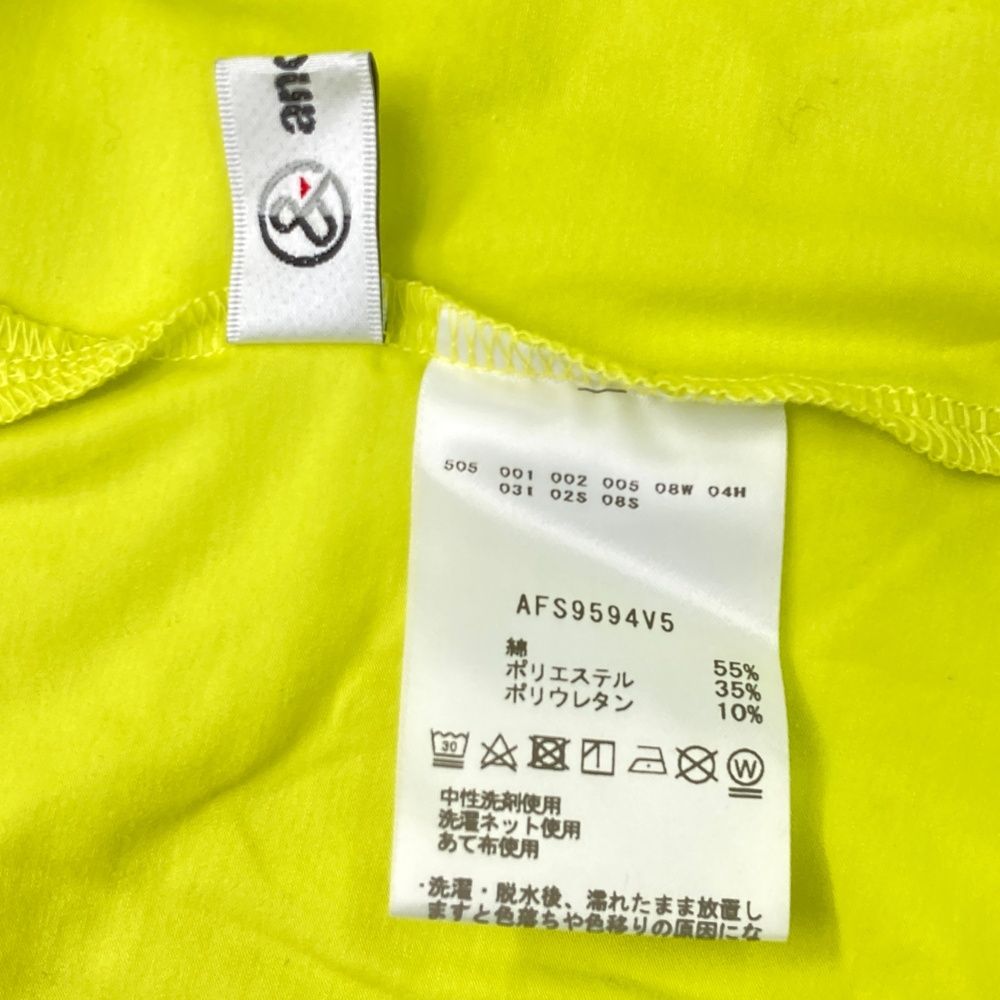 and
505 001 002 005 08W 04H
031 02S 08S
AFS9594V5
綿 55%
ポリエステル 35%
ポリウレタン 10%
30
W
中性洗剤使用
洗濯ネット使用
あて布使用
・洗濯・脱水後、濡れたまま放置し
ますと色落ちや色移りの原因にな